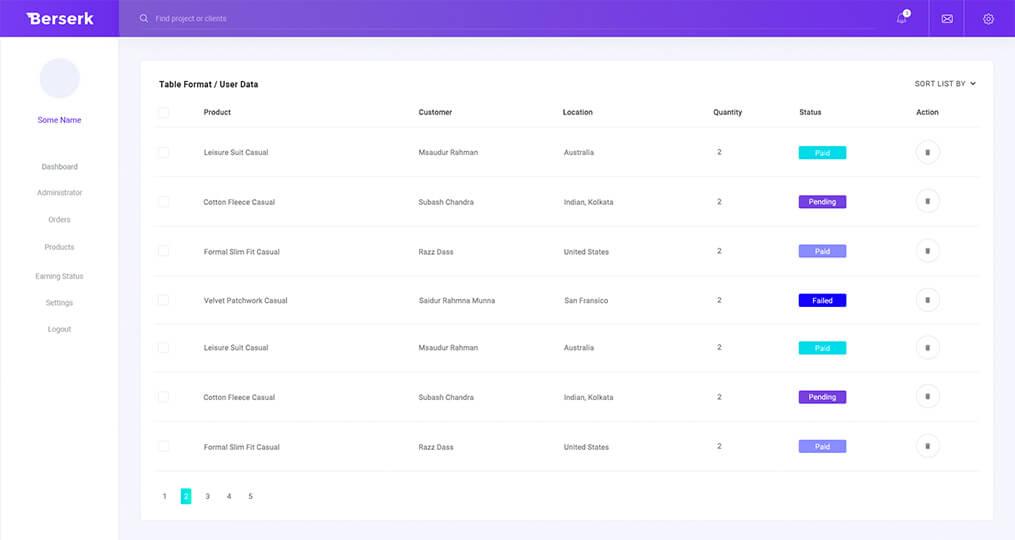 Berserk
Find project or clients
Some Name
Dashboard
Administrator
Orders
Products
Earning Status
Settings
Logout
Table Format / User Data
SORT LIST BY
Product Customer Location Quantity Status Action
Leisure Suit Casual Msaudur Rahman Australia 2 Paid
Cotton Fleece Casual Subash Chandra Indian, Kolkata 2 Pending
Formal Slim Fit Casual Razz Dass United States 2 Paid
Velvet Patchwork Casual Saidur Rahmna Munna San Fransico 2 Failed
Leisure Suit Casual Msaudur Rahman Australia 2 Paid
Cotton Fleece Casual Subash Chandra Indian, Kolkata 2 Pending
Formal Slim Fit Casual Razz Dass United States 2 Paid
1 2 3 4 5